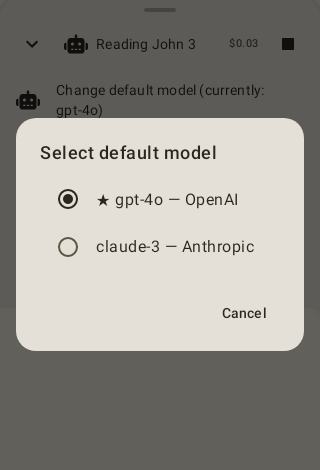 Reading John 3
$0.03
Change default model (currently:
gpt-4o)
Select default model
★ gpt-4o — OpenAI
claude-3 — Anthropic
Cancel